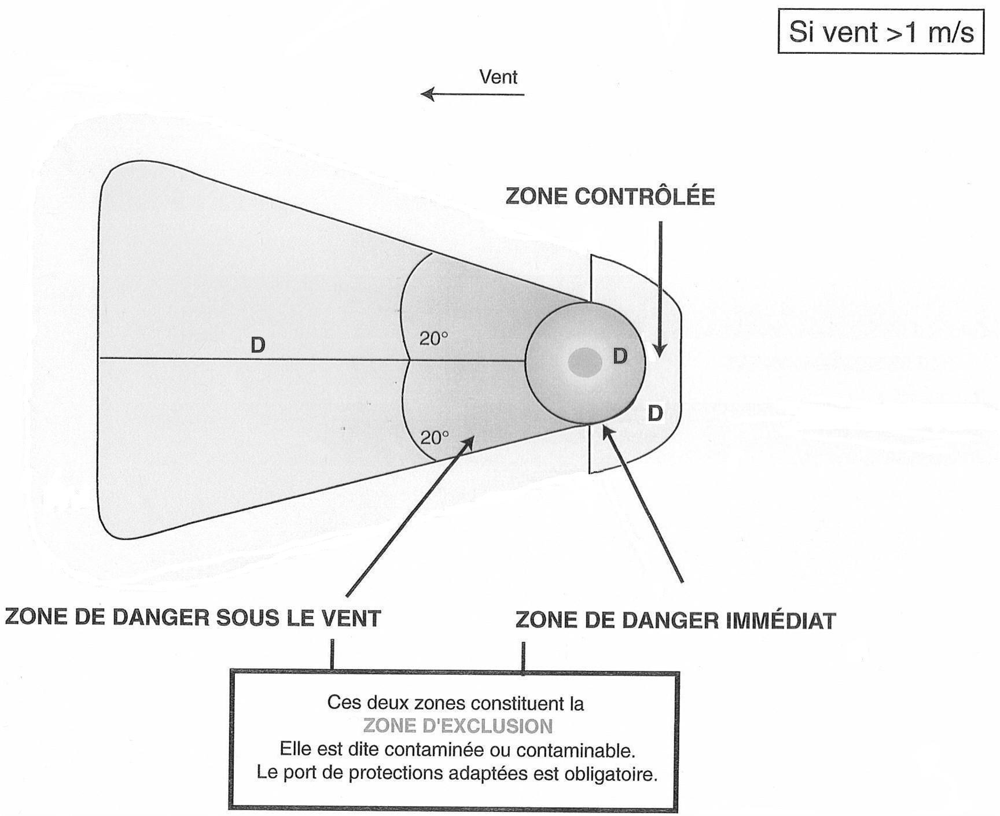 Si vent >1 m/s
Vent
ZONE CONTRÔLÉE
20°
D
D
D
20°
ZONE DE DANGER SOUS LE VENT
ZONE DE DANGER IMMÉDIAT
Ces deux zones constituent la
ZONE D'EXCLUSION
Elle est dite contaminée ou contaminable.
Le port de protections adaptées est obligatoire.